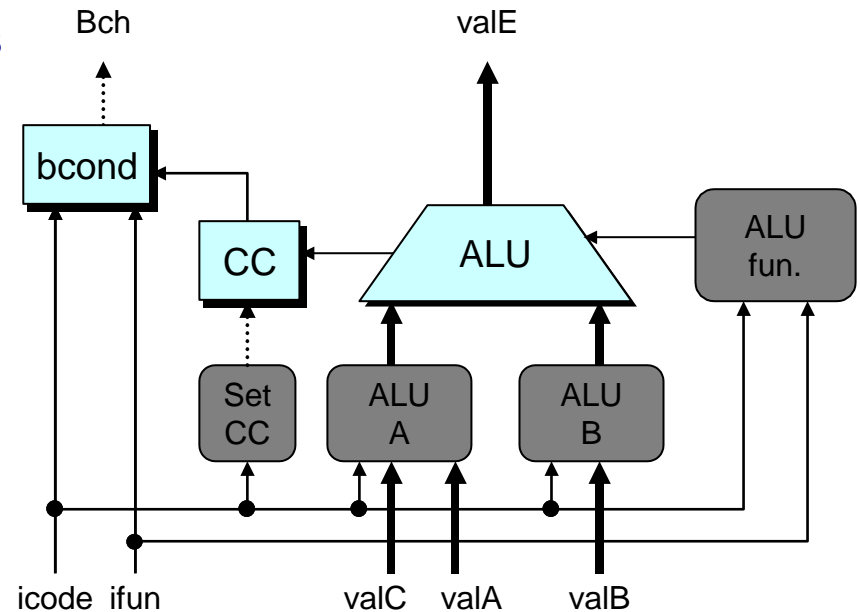 Bch
valE
bcond
CC
ALU
ALU
fun.
Set
CC
ALU
A
ALU
B
icode
ifun
valC
valA
valB